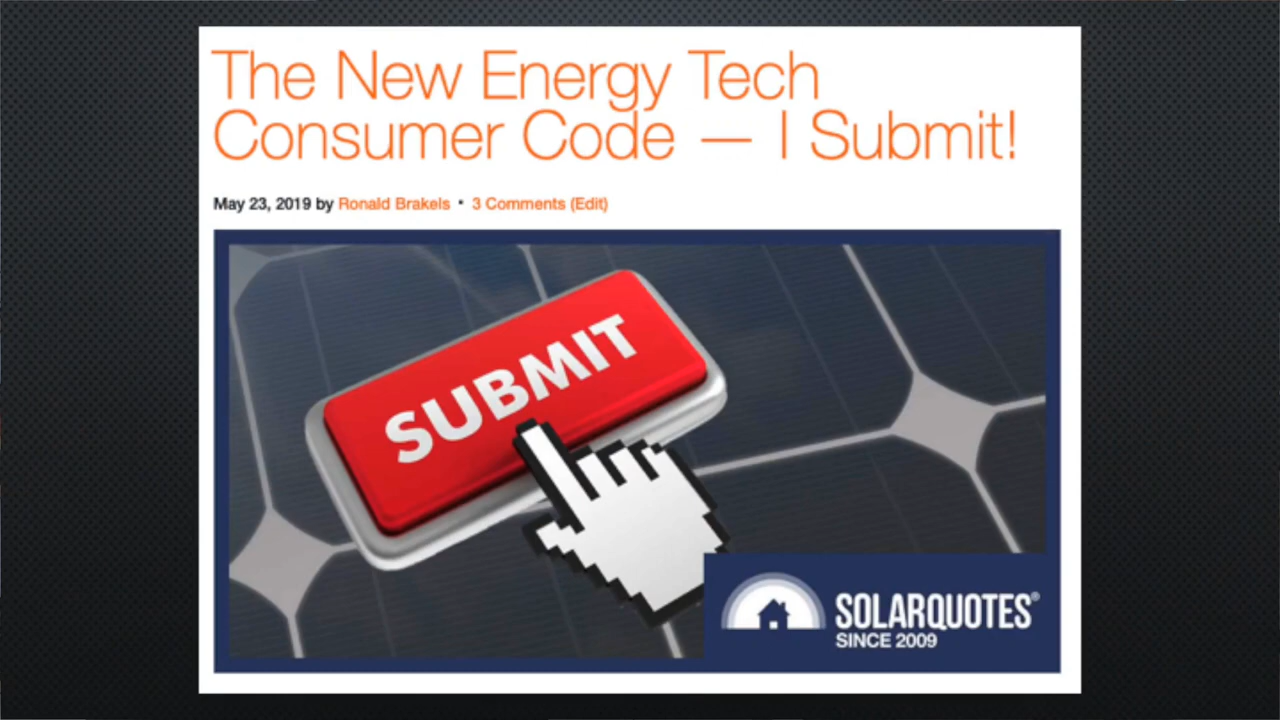 The New Energy Tech
Consumer Code — I Submit!
May 23, 2019 by Ronald Brakels • 3 Comments (Edit)
SUBMIT
SOLARQUOTES®
SINCE 2009